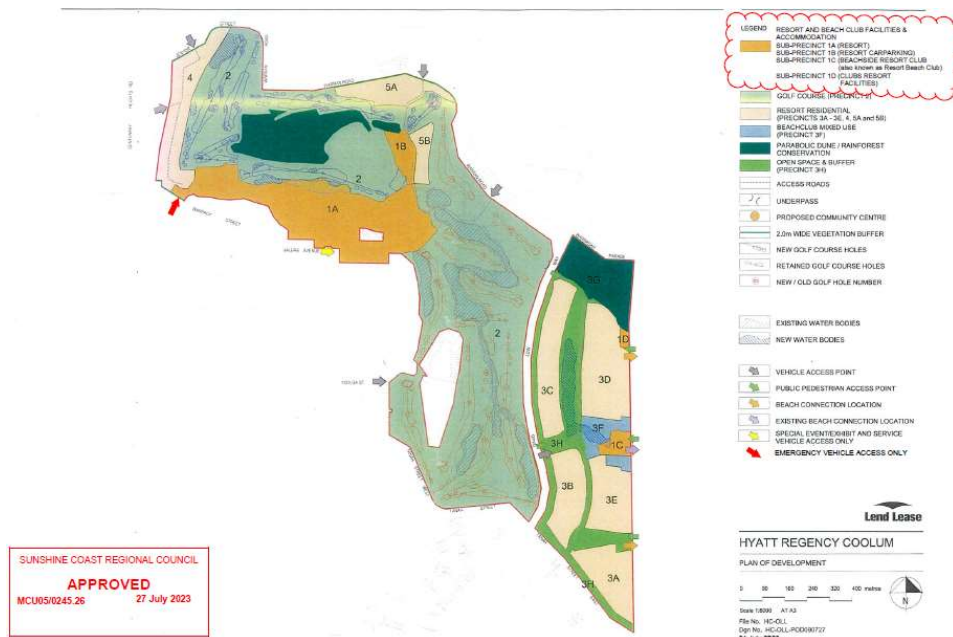 LEGEND
RESORT AND BEACH CLUB FACILITIES &
ACCOMMODATION
SUB-PRECINCT 1A (RESORT)
SUB-PRECINCT 1B (RESORT CARPARKING)
SUB-PRECINCT 1C (BEACHSIDE RESORT CLUB
(also known as Resort Beach Club)
SUB-PRECINCT 1D (CLUBS RESORT
FACILITIES)
GOLF COURSE (PRECINCT 2)
RESORT RESIDENTIAL
(PRECINCTS 3A - 3E, 4, 5A and 5B)
BEACHCLUB MIXED USE
(PRECINCT 3F)
PARABOLIC DUNE / RAINFOREST
CONSERVATION
OPEN SPACE & BUFFER
(PRECINCT 3H)
ACCESS ROADS
UNDERPASS
PROPOSED COMMUNITY CENTRE
2.0m WIDE VEGETATION BUFFER
NEW GOLF COURSE HOLES
RETAINED GOLF COURSE HOLES
NEW / OLD GOLF HOLE NUMBER
EXISTING WATER BODIES
NEW WATER BODIES
VEHICLE ACCESS POINT
PUBLIC PEDESTRIAN ACCESS POINT
BEACH CONNECTION LOCATION
EXISTING BEACH CONNECTION LOCATION
SPECIAL EVENT/EXHIBIT AND SERVICE
VEHICLE ACCESS ONLY
EMERGENCY VEHICLE ACCESS ONLY
4
2
5A
1B
5B
2
1A
2
3G
1D
3D
3C
3F
1C
3H
3B
3E
3A
3H
STREET
VALERIE AVENUE
Lend Lease
HYATT REGENCY COOLUM
PLAN OF DEVELOPMENT
0 80 160 240 320 400 metres
N
File No. HC-OLL
SUNSHINE COAST REGIONAL COUNCIL
APPROVED
MCU05/0245.26 27 July 2023